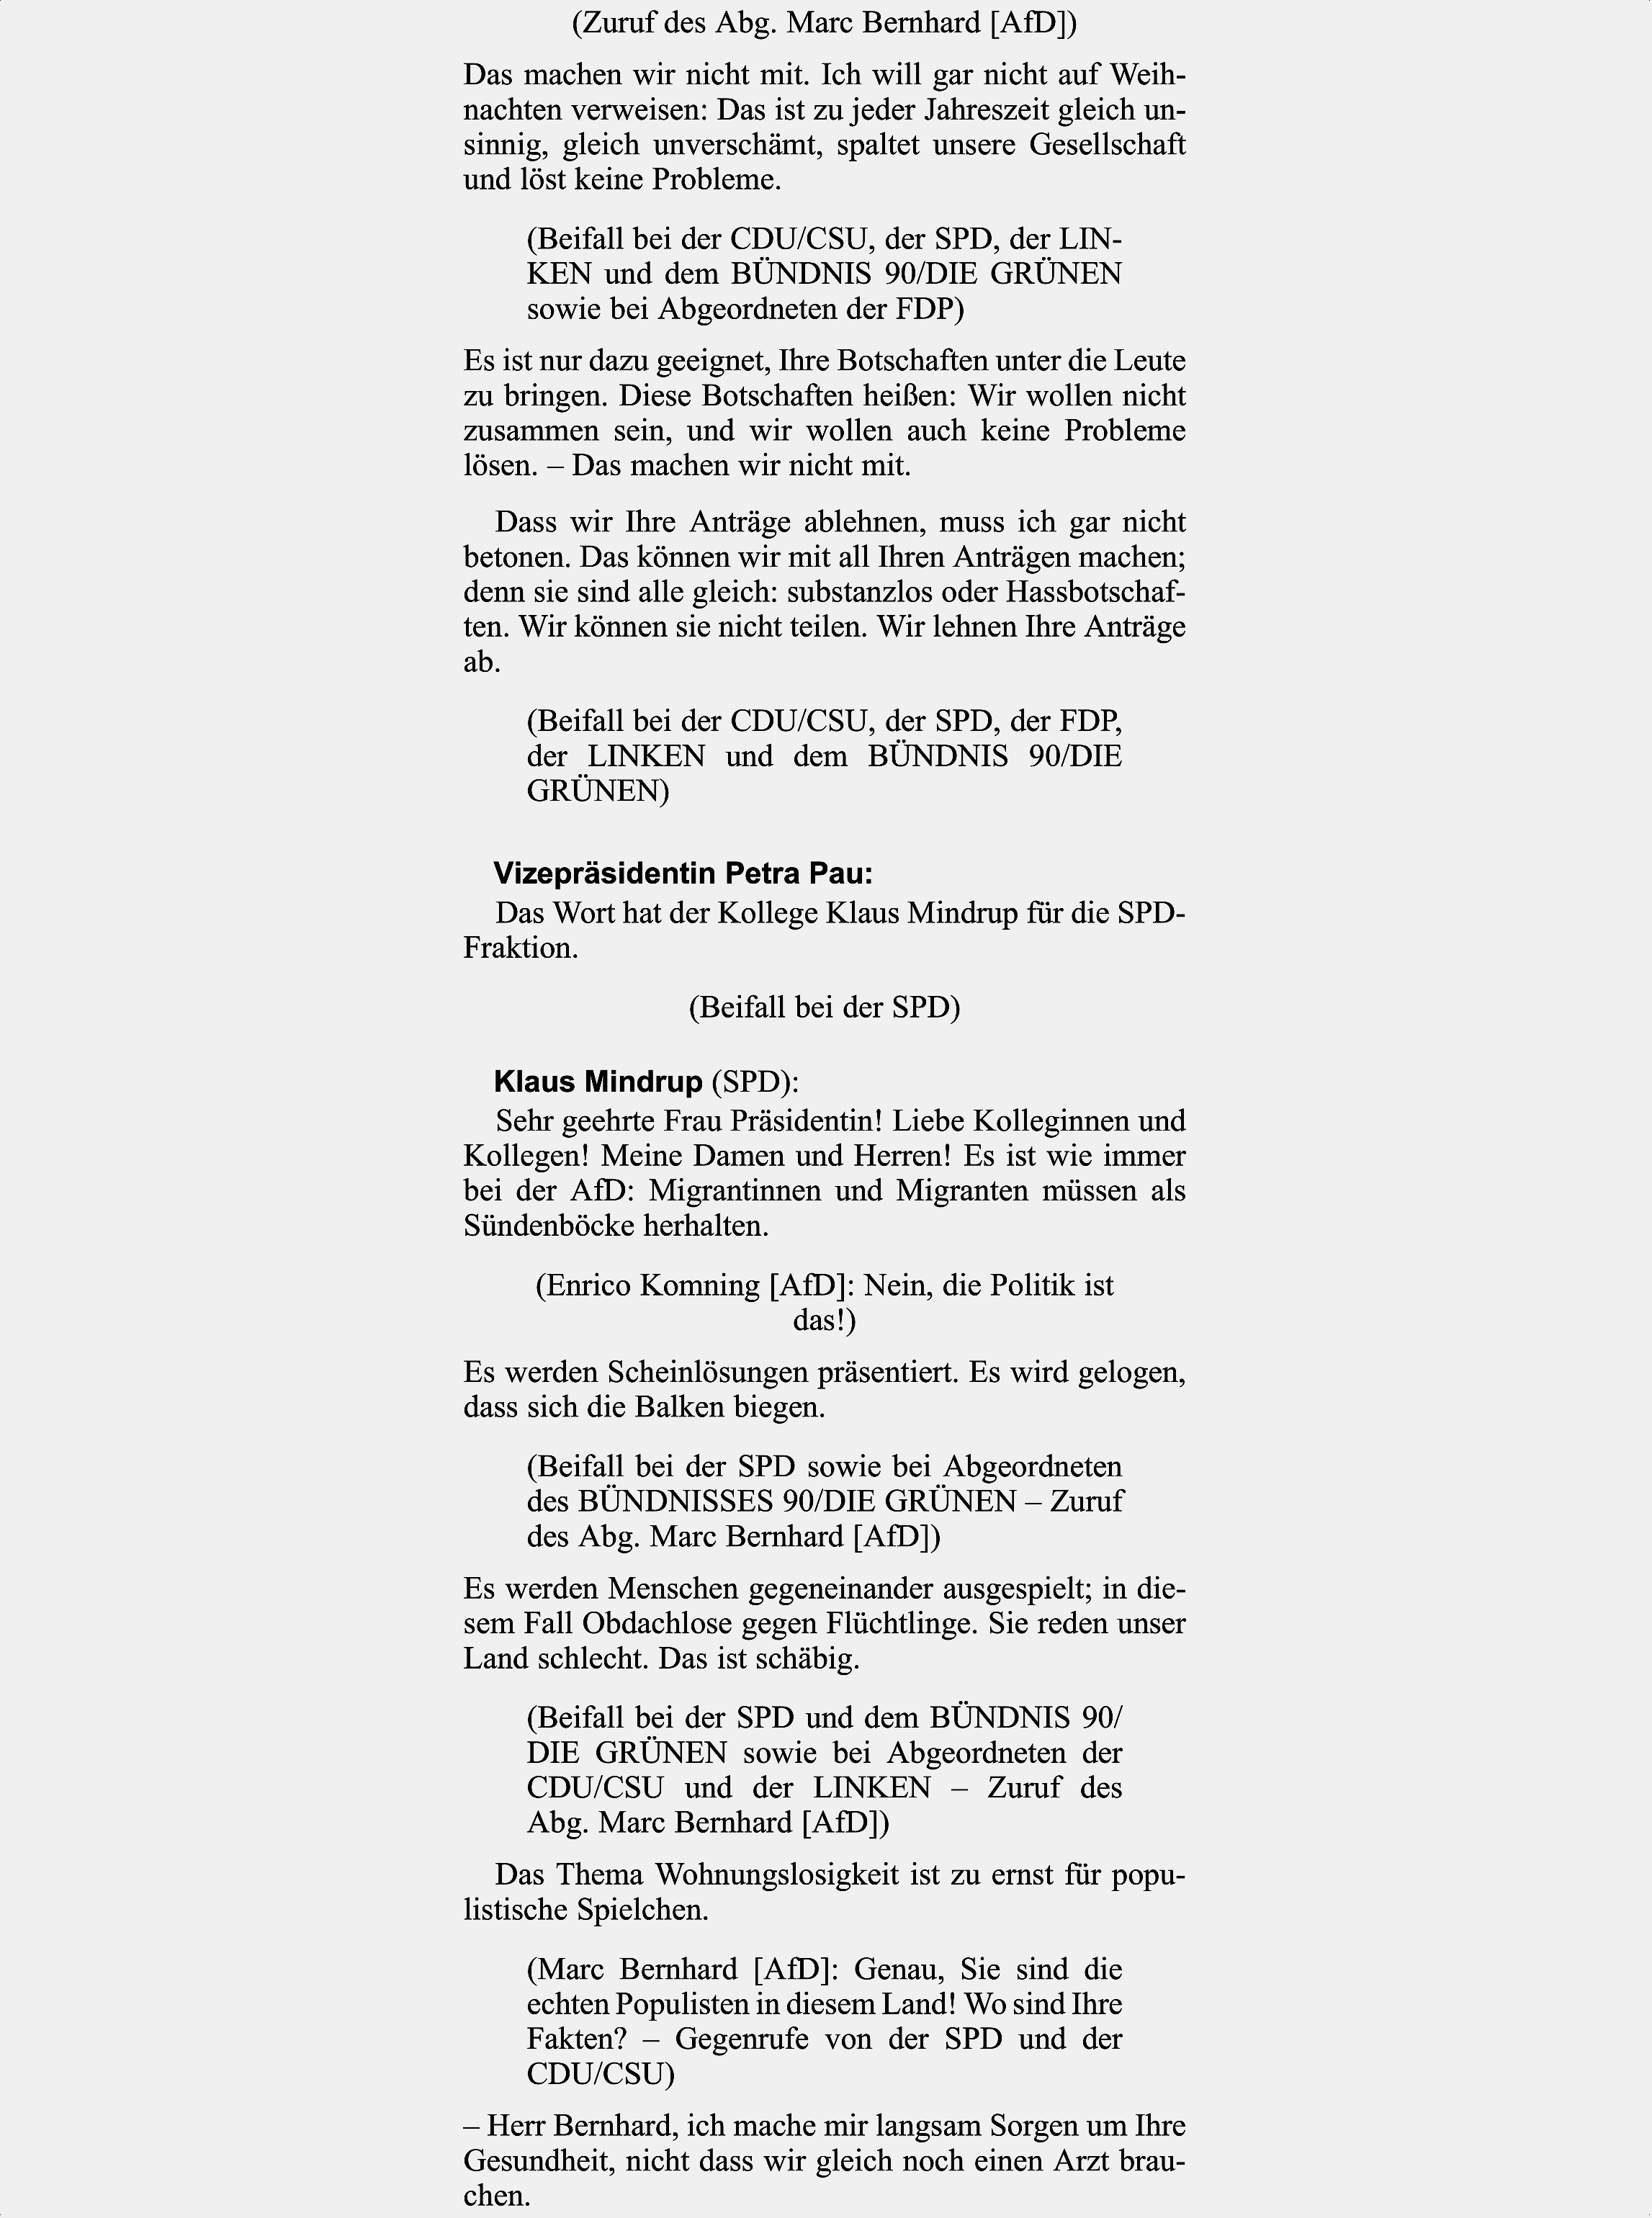 (Zuruf des Abg. Marc Bernhard [AfD])
Das machen wir nicht mit. Ich will gar nicht auf Weih-
nachten verweisen: Das ist zu jeder Jahreszeit gleich un-
sinnig, gleich unverschämt, spaltet unsere Gesellschaft
und löst keine Probleme.
(Beifall bei der CDU/CSU, der SPD, der LIN-
KEN und dem BÜNDNIS 90/DIE GRÜNEN
sowie bei Abgeordneten der FDP)
Es ist nur dazu geeignet, Ihre Botschaften unter die Leute
zu bringen. Diese Botschaften heißen: Wir wollen nicht
zusammen sein, und wir wollen auch keine Probleme
lösen. – Das machen wir nicht mit.
Dass wir Ihre Anträge ablehnen, muss ich gar nicht
betonen. Das können wir mit all Ihren Anträgen machen;
denn sie sind alle gleich: substanzlos oder Hassbotschaf-
ten. Wir können sie nicht teilen. Wir lehnen Ihre Anträge
ab.
(Beifall bei der CDU/CSU, der SPD, der FDP,
der LINKEN und dem BÜNDNIS 90/DIE
GRÜNEN)
Vizepräsidentin Petra Pau:
Das Wort hat der Kollege Klaus Mindrup für die SPD-
Fraktion.
(Beifall bei der SPD)
Klaus Mindrup (SPD):
Sehr geehrte Frau Präsidentin! Liebe Kolleginnen und
Kollegen! Meine Damen und Herren! Es ist wie immer
bei der AfD: Migrantinnen und Migranten müssen als
Sündenböcke herhalten.
(Enrico Komning [AfD]: Nein, die Politik ist
das!)
Es werden Scheinlösungen präsentiert. Es wird gelogen,
dass sich die Balken biegen.
(Beifall bei der SPD sowie bei Abgeordneten
des BÜNDNISSES 90/DIE GRÜNEN – Zuruf
des Abg. Marc Bernhard [AfD])
Es werden Menschen gegeneinander ausgespielt; in die-
sem Fall Obdachlose gegen Flüchtlinge. Sie reden unser
Land schlecht. Das ist schäbig.
(Beifall bei der SPD und dem BÜNDNIS 90/
DIE GRÜNEN sowie bei Abgeordneten der
CDU/CSU und der LINKEN – Zuruf des
Abg. Marc Bernhard [AfD])
Das Thema Wohnungslosigkeit ist zu ernst für popu-
listische Spielchen.
(Marc Bernhard [AfD]: Genau, Sie sind die
echten Populisten in diesem Land! Wo sind Ihre
Fakten? – Gegenrufe von der SPD und der
CDU/CSU)
– Herr Bernhard, ich mache mir langsam Sorgen um Ihre
Gesundheit, nicht dass wir gleich noch einen Arzt brau-
chen.